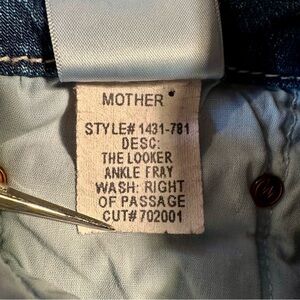 MOTHER
STYLE# 1431-781
DESC:
THE LOOKER
ANKLE FRAY
WASH: RIGHT
OF PASSAGE
CUT# 702001